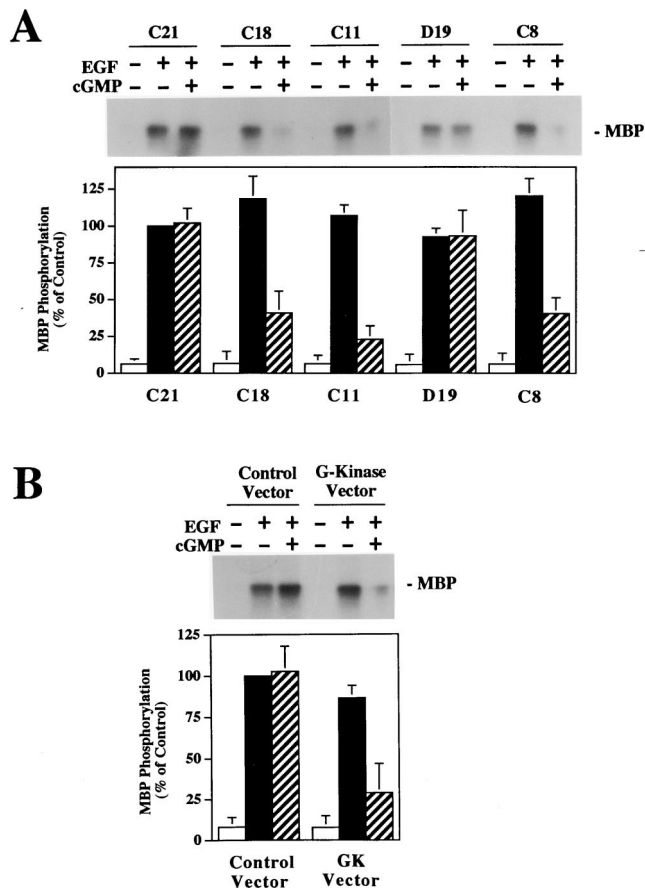 A
C21 C18 C11 D19 C8
EGF - + + - + + - + + - + + - + +
cGMP - - + - - + - - + - - + - - +
- MBP
MBP Phosphorylation
(% of Control)
125
100
75
50
25
0
C21 C18 C11 D19 C8
B
Control Vector G-Kinase Vector
EGF - + + - + +
cGMP - - + - - +
- MBP
MBP Phosphorylation
(% of Control)
125
100
75
50
25
0
Control Vector GK Vector